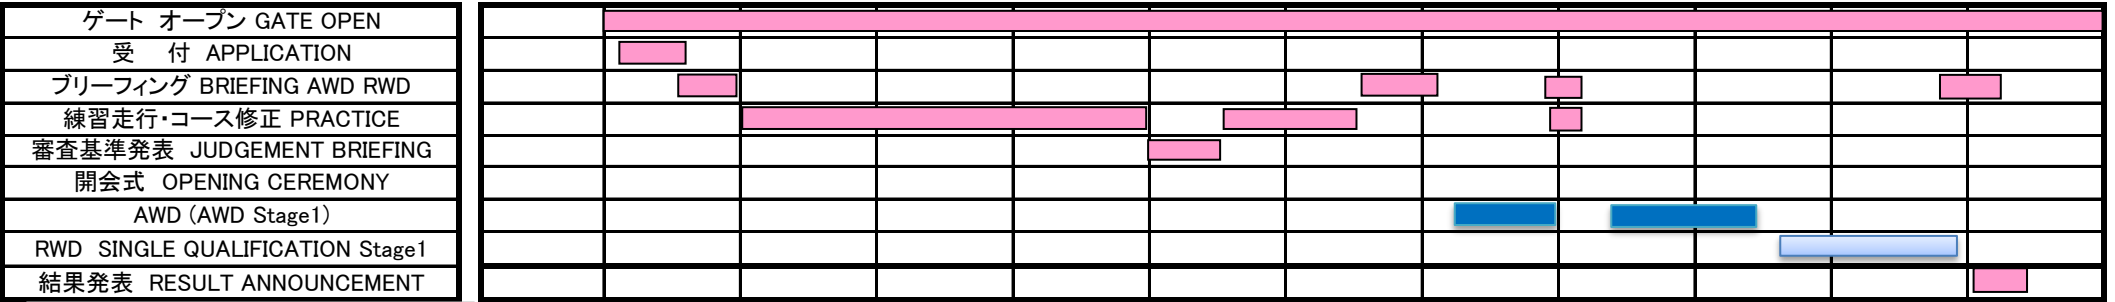 ゲート オープン GATE OPEN
受 付 APPLICATION
ブリーフィング BRIEFING AWD RWD
練習走行・コース修正 PRACTICE
審査基準発表 JUDGEMENT BRIEFING
開会式 OPENING CEREMONY
AWD (AWD Stage1)
RWD SINGLE QUALIFICATION Stage1
結果発表 RESULT ANNOUNCEMENT